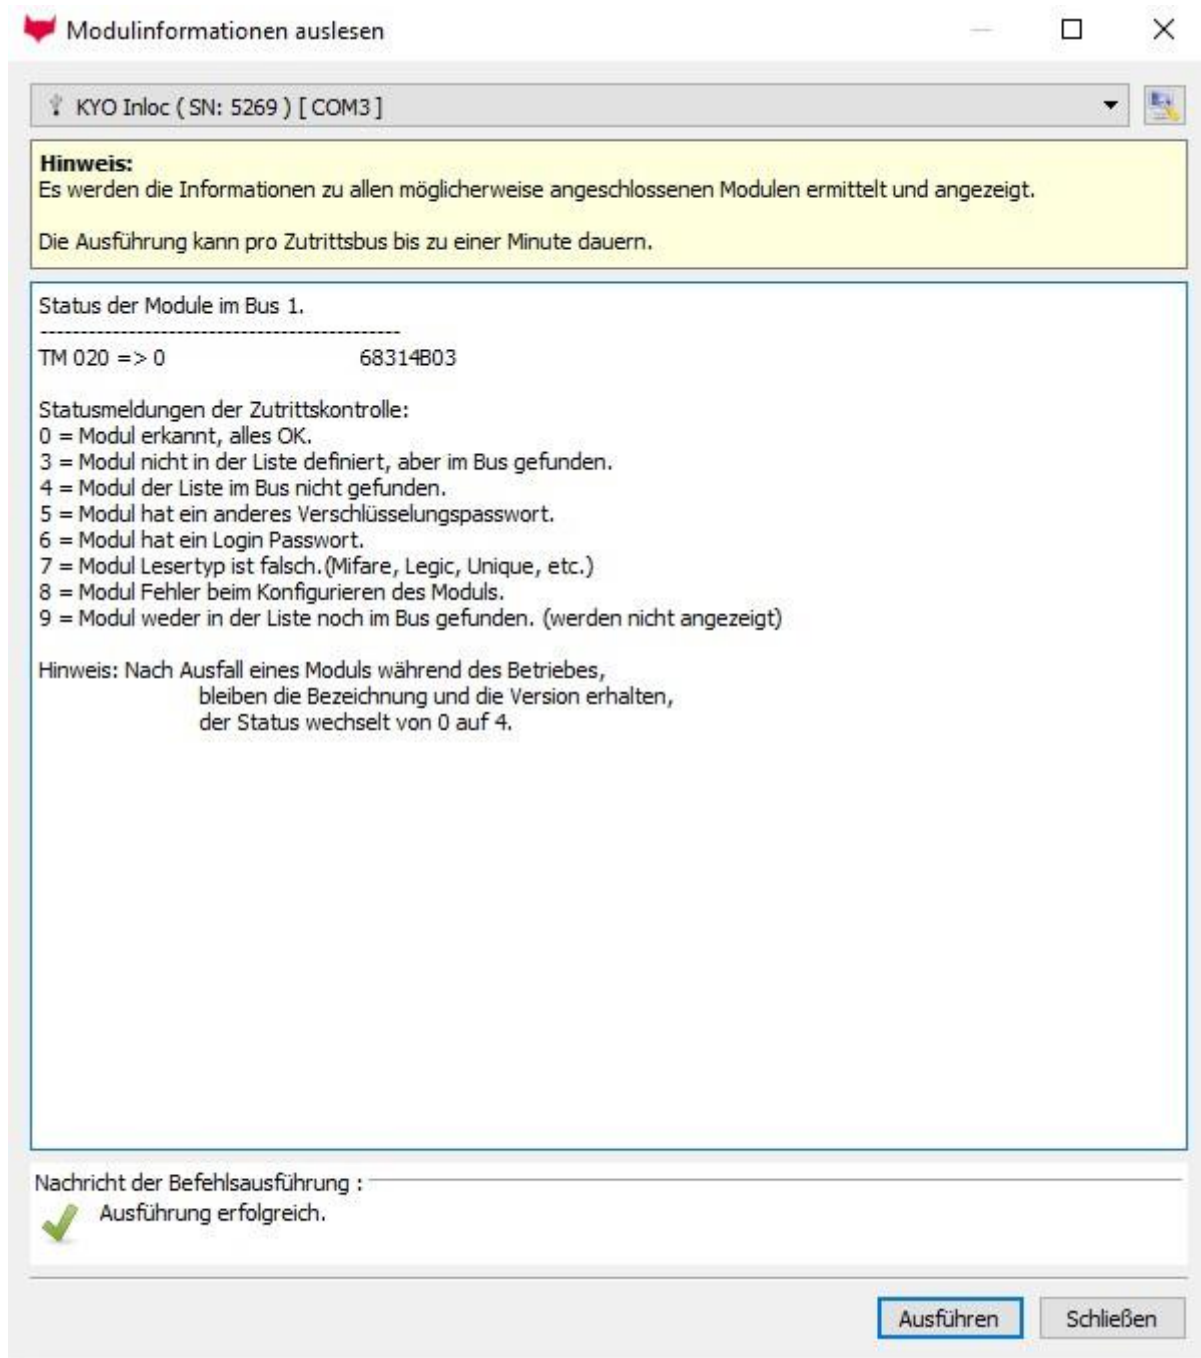 Modulinformationen auslesen
KYO Inloc ( SN: 5269 ) [ COM3 ]
Hinweis:
Es werden die Informationen zu allen möglicherweise angeschlossenen Modulen ermittelt und angezeigt.
Die Ausführung kann pro Zutrittsbus bis zu einer Minute dauern.
Status der Module im Bus 1.
---------------------------------------------
TM 020 => 0 68314B03
Statusmeldungen der Zutrittskontrolle:
0 = Modul erkannt, alles OK.
3 = Modul nicht in der Liste definiert, aber im Bus gefunden.
4 = Modul der Liste im Bus nicht gefunden.
5 = Modul hat ein anderes Verschlüsselungspasswort.
6 = Modul hat ein Login Passwort.
7 = Modul Lesertyp ist falsch.(Mifare, Legic, Unique, etc.)
8 = Modul Fehler beim Konfigurieren des Moduls.
9 = Modul weder in der Liste noch im Bus gefunden. (werden nicht angezeigt)
Hinweis: Nach Ausfall eines Moduls während des Betriebes,
bleiben die Bezeichnung und die Version erhalten,
der Status wechselt von 0 auf 4.
Nachricht der Befehlsausführung :
Ausführung erfolgreich.
Ausführen Schließen